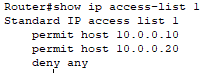 Router#show ip access-list 1
Standard IP access list 1
    permit host 10.0.0.10
    permit host 10.0.0.20
    deny any